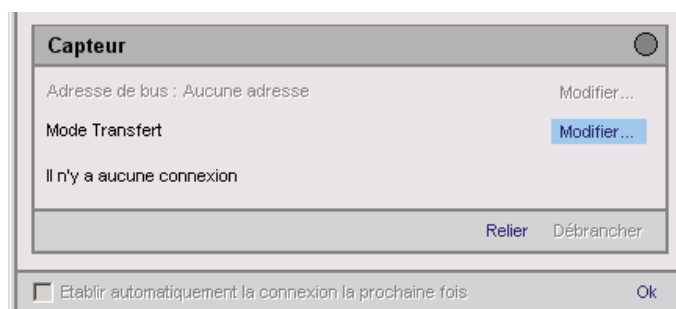 Capteur
Adresse de bus : Aucune adresse Modifier...
Mode Transfert Modifier...
Il n'y a aucune connexion
Relier Débrancher
Etablir automatiquement la connexion la prochaine fois Ok